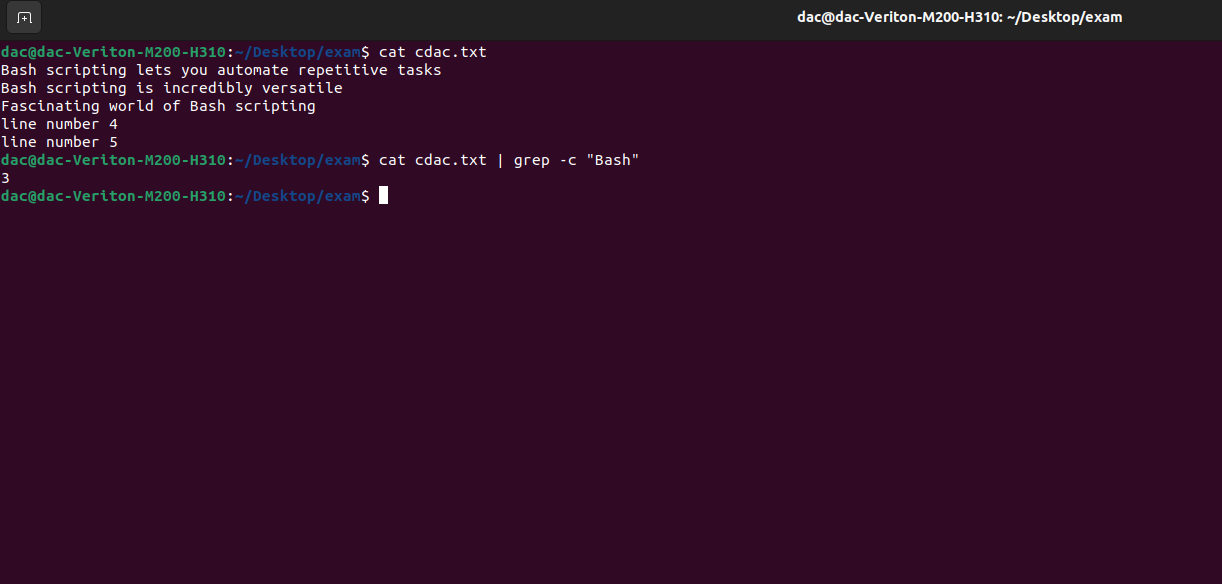 dac@dac-Veriton-M200-H310: ~/Desktop/exam
dac@dac-Veriton-M200-H310:~/Desktop/exam$ cat cdac.txt
Bash scripting lets you automate repetitive tasks
Bash scripting is incredibly versatile
Fascinating world of Bash scripting
line number 4
line number 5
dac@dac-Veriton-M200-H310:~/Desktop/exam$ cat cdac.txt | grep -c "Bash"
3
dac@dac-Veriton-M200-H310:~/Desktop/exam$